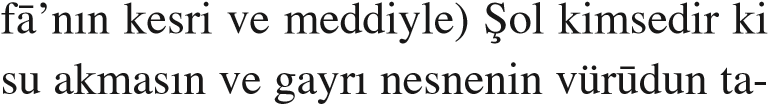 fā’nın kesri ve meddiyle) Şol kimsedir ki
su akmasın ve gayrı nesnenin vürūdun ta-